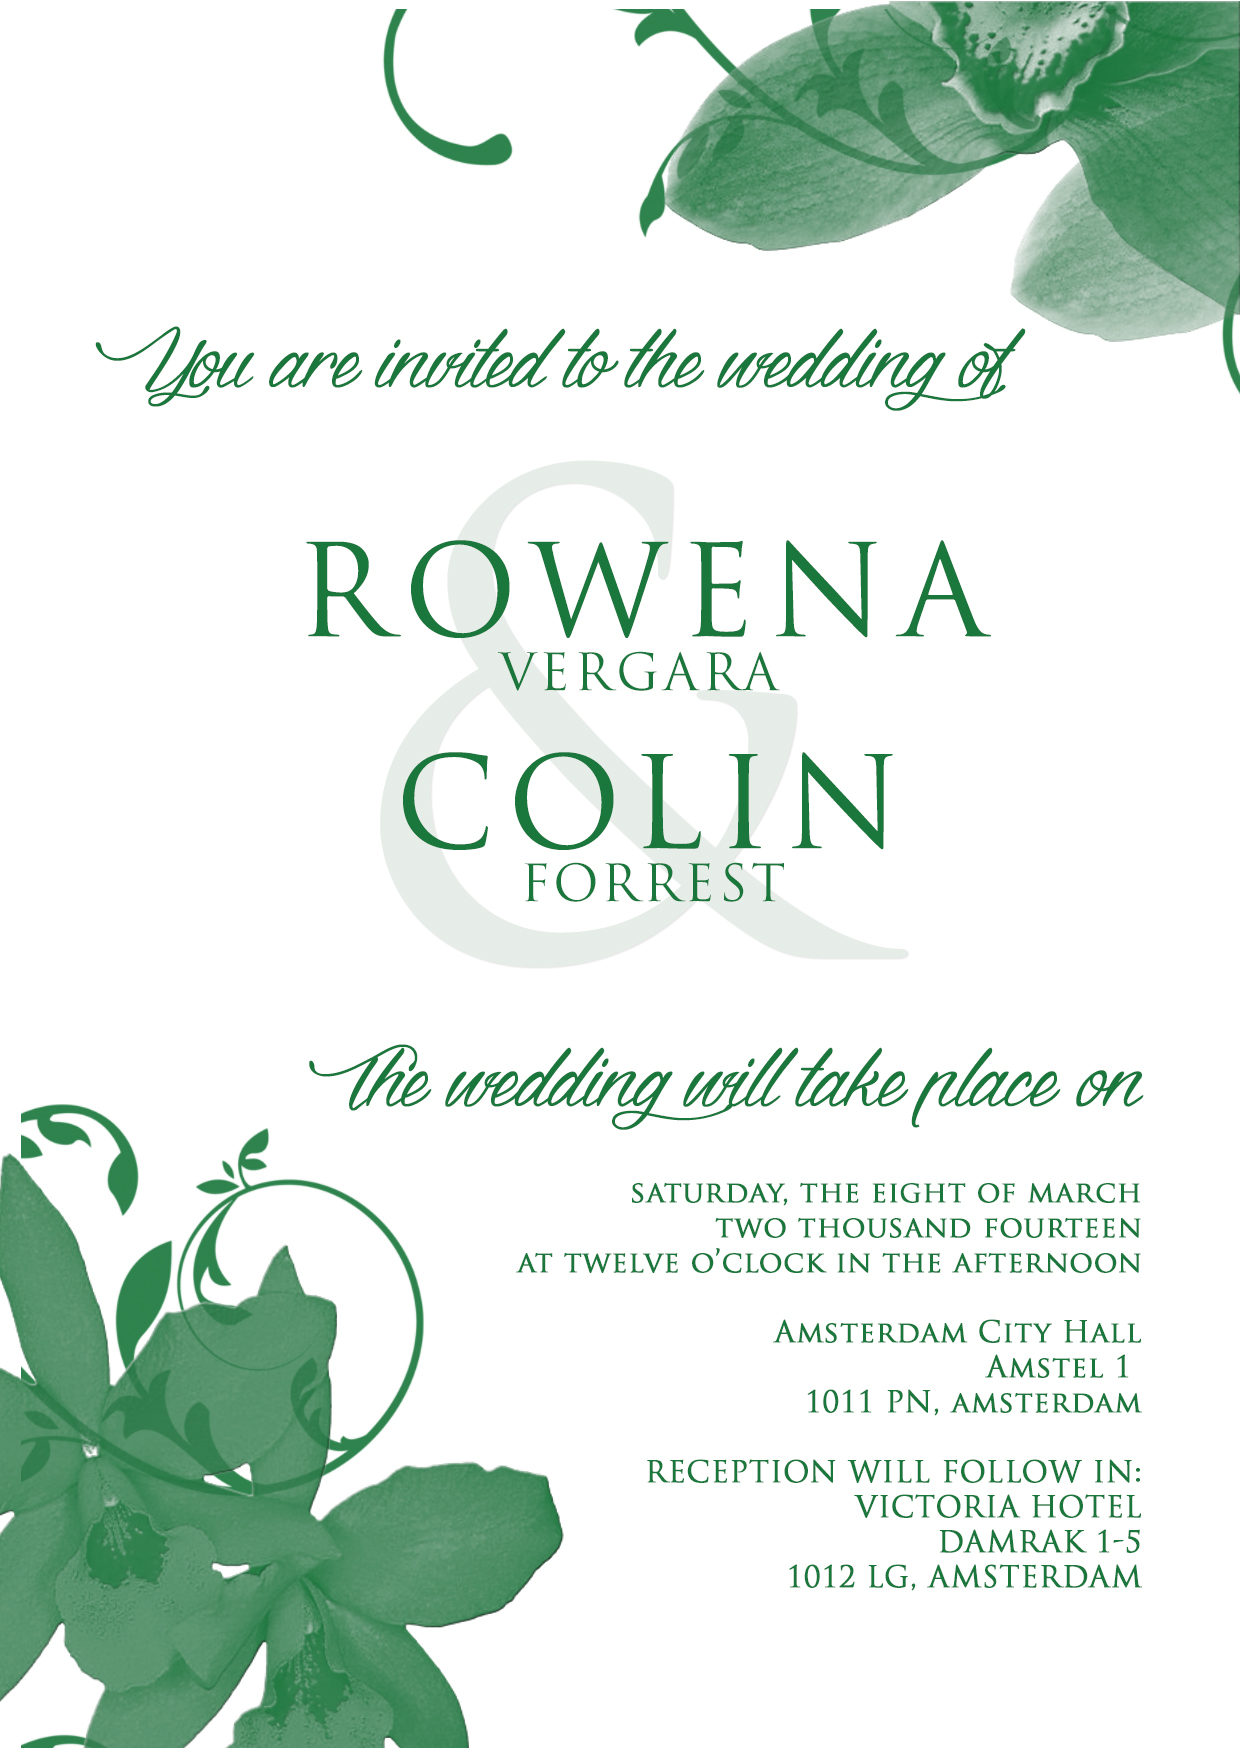 You are invited to the wedding of
&
ROWENA
VERGARA
COLIN
FORREST
The wedding will take place on
SATURDAY, THE EIGHT OF MARCH
TWO THOUSAND FOURTEEN
AT TWELVE O’CLOCK IN THE AFTERNOON
AMSTERDAM CITY HALL
AMSTEL 1
1011 PN, AMSTERDAM
RECEPTION WILL FOLLOW IN:
VICTORIA HOTEL
DAMRAK 1-5
1012 LG, AMSTERDAM